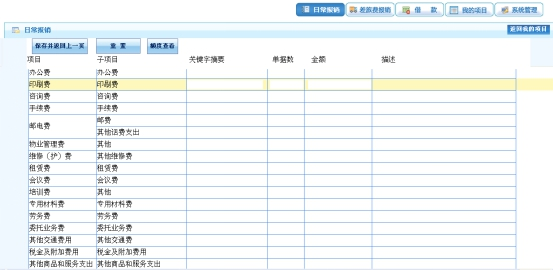 日常报销 差旅费报销 借 款 我的项目 系统管理
日常报销 返回我的项目
保存并返回上一页 重 置 额度查看
项目 子项目 关键字摘要 单据数 金额 描述
办公费 办公费
印刷费 印刷费
咨询费 咨询费
手续费 手续费
邮电费 邮费
其他话费支出
物业管理费 其他
维修（护）费 其他维修费
租赁费 租赁费
会议费 会议费
培训费 其他
专用材料费 专用材料费
劳务费 劳务费
委托业务费 委托业务费
其他交通费用 其他交通费
税金及附加费用 税金及附加费用
其他商品和服务支出 其他商品和服务支出